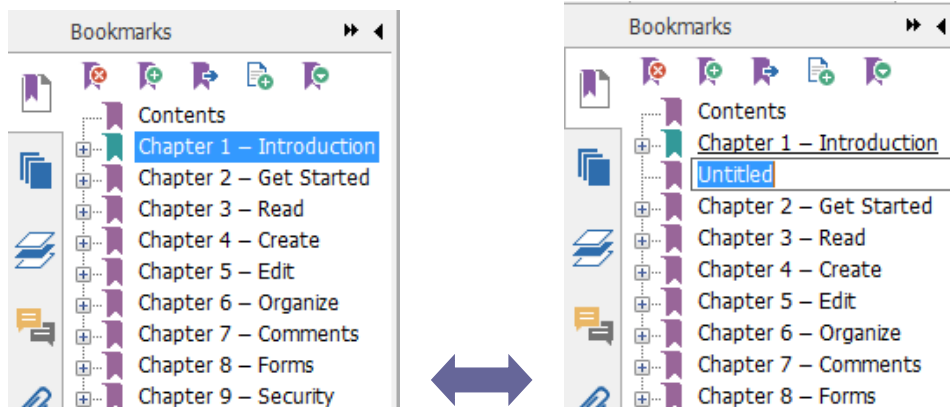 Bookmarks
Contents
Chapter 1 – Introduction
Chapter 2 – Get Started
Chapter 3 – Read
Chapter 4 – Create
Chapter 5 – Edit
Chapter 6 – Organize
Chapter 7 – Comments
Chapter 8 – Forms
Chapter 9 – Security
Bookmarks
Contents
Chapter 1 – Introduction
Untitled
Chapter 2 – Get Started
Chapter 3 – Read
Chapter 4 – Create
Chapter 5 – Edit
Chapter 6 – Organize
Chapter 7 – Comments
Chapter 8 – Forms